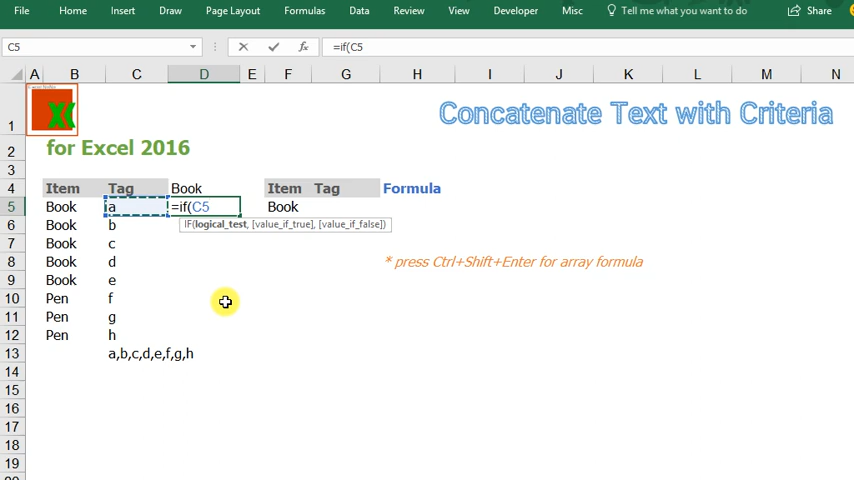 File Home Insert Draw Page Layout Formulas Data Review View Developer Misc Tell me what you want to do Share
C5 fx =if(C5
A B C D E F G H I J K L M N
1 Concatenate Text with Criteria
2 for Excel 2016
3
4 Item Tag Book Item Tag Formula
5 Book a =if(C5 Book
IF(logical_test, [value_if_true], [value_if_false])
6 Book b
7 Book c
8 Book d * press Ctrl+Shift+Enter for array formula
9 Book e
10 Pen f
11 Pen g
12 Pen h
13 a,b,c,d,e,f,g,h
14
15
16
17
18
19